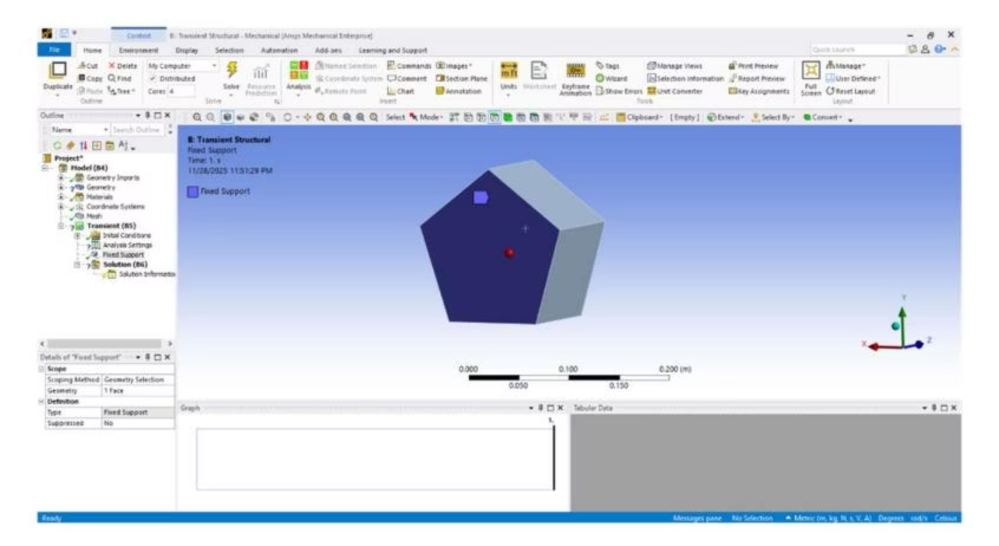 Context B: Transient Structural - Mechanical [Ansys Mechanical Enterprise]
File Home Environment Display Selection Automation Add-ons Learning and Support Quick Launch
Duplicate
Cut
Copy
Paste
Delete
Find
Tree
Outline
My Computer
Distributed
Cores 4
Solve
Resource Prediction
Solve
Analysis
Named Selection
Coordinate System
Remote Point
Commands
Comment
Chart
Images
Section Plane
Annotation
Insert
Units
Worksheet
Keyframe Animation
Tags
Wizard
Show Errors
Manage Views
Selection Information
Unit Converter
Print Preview
Report Preview
Key Assignments
Tools
Full Screen
Manage
User Defined
Reset Layout
Layout
Outline
Name Search Outline
Select Mode Clipboard [Empty] Extend Select By Convert
Project*
Model (B4)
Geometry Imports
Geometry
Materials
Coordinate Systems
Mesh
Transient (B5)
Initial Conditions
Analysis Settings
Fixed Support
Solution (B6)
Solution Informatio
B: Transient Structural
Fixed Support
Time: 1. s
11/28/2025 11:51:29 PM
Fixed Support
Y
X
Z
0.000 0.100 0.200 (m)
0.050 0.150
Details of "Fixed Support"
Scope
Scoping Method Geometry Selection
Geometry 1 Face
Definition
Type Fixed Support
Suppressed No
Graph
1.
Tabular Data
Ready Messages pane No Selection Metric (m, kg, N, s, V, A) Degrees rad/s Celsius